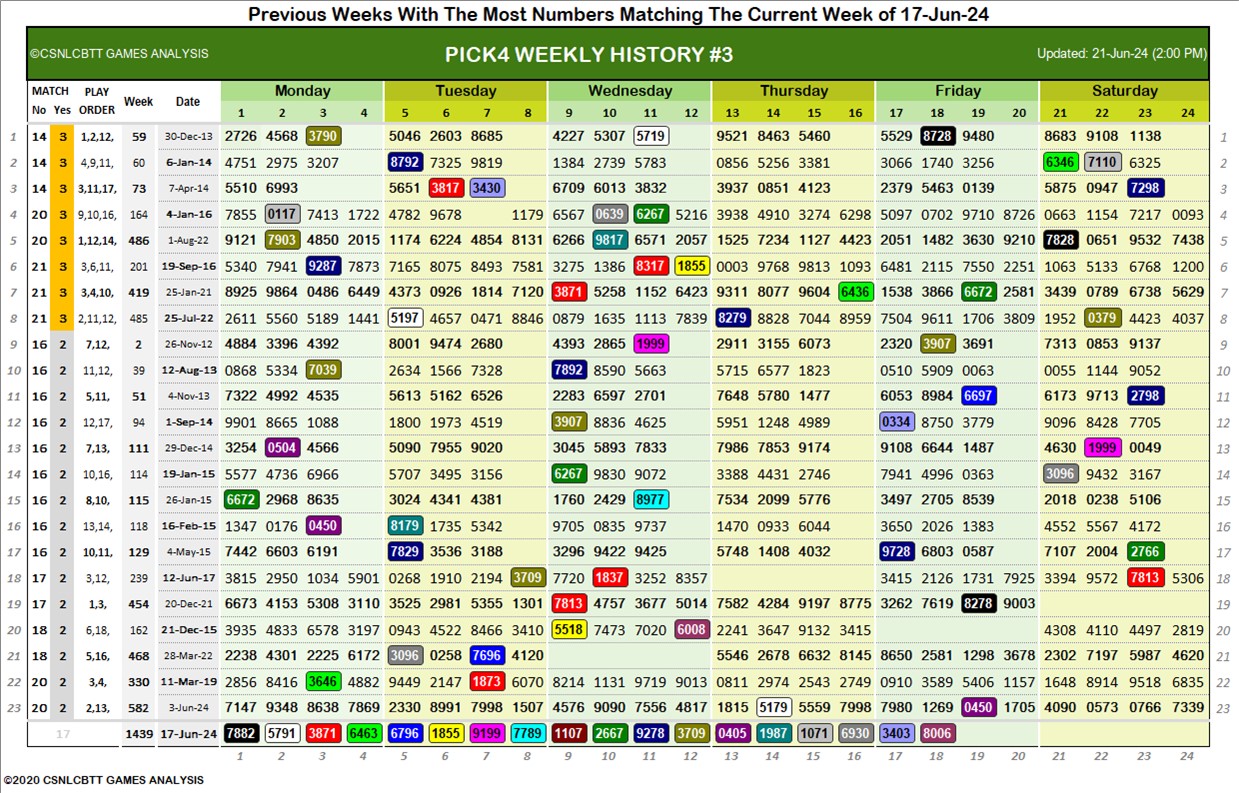 Previous Weeks With The Most Numbers Matching The Current Week of 17-Jun-24
©CSNLCBTT GAMES ANALYSIS PICK4 WEEKLY HISTORY #3 Updated: 21-Jun-24 (2:00 PM)
MATCH PLAY Week Date Monday Tuesday Wednesday Thursday Friday Saturday
No Yes ORDER 1 2 3 4 5 6 7 8 9 10 11 12 13 14 15 16 17 18 19 20 21 22 23 24
1 14 3 1,2,12, 59 30-Dec-13 2726 4568 3790 5046 2603 8685 4227 5307 5719 9521 8463 5460 5529 8728 9480 8683 9108 1138 1
2 14 3 4,9,11, 60 6-Jan-14 4751 2975 3207 8792 7325 9819 1384 2739 5783 0856 5256 3381 3066 1740 3256 6346 7110 6325 2
3 14 3 3,11,17, 73 7-Apr-14 5510 6993 5651 3817 3430 6709 6013 3832 3937 0851 4123 2379 5463 0139 5875 0947 7298 3
4 20 3 9,10,16, 164 4-Jan-16 7855 0117 7413 1722 4782 9678 1179 6567 0639 6267 5216 3938 4910 3274 6298 5097 0702 9710 8726 0663 1154 7217 0093 4
5 20 3 1,12,14, 486 1-Aug-22 9121 7903 4850 2015 1174 6224 4854 8131 6266 9817 6571 2057 1525 7234 1127 4423 2051 1482 3630 9210 7828 0651 9532 7438 5
6 21 3 3,6,11, 201 19-Sep-16 5340 7941 9287 7873 7165 8075 8493 7581 3275 1386 8317 1855 0003 9768 9813 1093 6481 2115 7550 2251 1063 5133 6768 1200 6
7 21 3 3,4,10, 419 25-Jan-21 8925 9864 0486 6449 4373 0926 1814 7120 3871 5258 1152 6423 9311 8077 9604 6436 1538 3866 6672 2581 3439 0789 6738 5629 7
8 21 3 2,11,12, 485 25-Jul-22 2611 5560 5189 1441 5197 4657 0471 8846 0879 1635 1113 7839 8279 8828 7044 8959 7504 9611 1706 3809 1952 0379 4423 4037 8
9 16 2 7,12, 2 26-Nov-12 4884 3396 4392 8001 9474 2680 4393 2865 1999 2911 3155 6073 2320 3907 3691 7313 0853 9137 9
10 16 2 11,12, 39 12-Aug-13 0868 5334 7039 2634 1566 7328 7892 8590 5663 5715 6577 1823 0510 5909 0063 0055 1144 9052 10
11 16 2 5,11, 51 4-Nov-13 7322 4992 4535 5613 5162 6526 2283 6597 2701 7648 5780 1477 6053 8984 6697 6173 9713 2798 11
12 16 2 12,17, 94 1-Sep-14 9901 8665 1088 1800 1973 4519 3907 8836 4625 5951 1248 4989 0334 8750 3779 9096 8428 7705 12
13 16 2 7,13, 111 29-Dec-14 3254 0504 4566 5090 7955 9020 3045 5893 7833 7986 7853 9174 9108 6644 1487 4630 1999 0049 13
14 16 2 10,16, 114 19-Jan-15 5577 4736 6966 5707 3495 3156 6267 9830 9072 3388 4431 2746 7941 4996 0363 3096 9432 3167 14
15 16 2 8,10, 115 26-Jan-15 6672 2968 8635 3024 4341 4381 1760 2429 8977 7534 2099 5776 3497 2705 8539 2018 0238 5106 15
16 16 2 13,14, 118 16-Feb-15 1347 0176 0450 8179 1735 5342 9705 0835 9737 1470 0933 6044 3650 2026 1383 4552 5567 4172 16
17 16 2 10,11, 129 4-May-15 7442 6603 6191 7829 3536 3188 3296 9422 9425 5748 1408 4032 9728 6803 0587 7107 2004 2766 17
18 17 2 3,12, 239 12-Jun-17 3815 2950 1034 5901 0268 1910 2194 3709 7720 1837 3252 8357 3415 2126 1731 7925 3394 9572 7813 5306 18
19 17 2 1,3, 454 20-Dec-21 6673 4153 5308 3110 3525 2981 5355 1301 7813 4757 3677 5014 7582 4284 9197 8775 3262 7619 8278 9003 19
20 18 2 6,18, 162 21-Dec-15 3935 4833 6578 3197 0943 4522 8466 3410 5518 7473 7020 6008 2241 3647 9132 3415 4308 4110 4497 2819 20
21 18 2 5,16, 468 28-Mar-22 2238 4301 2225 6172 3096 0258 7696 4120 5546 2678 6632 8145 8650 2581 1298 3678 2302 7197 5987 4620 21
22 20 2 3,4, 330 11-Mar-19 2856 8416 3646 4882 9449 2147 1873 6070 8214 1131 9719 9013 0811 2974 2543 2749 0910 3589 5406 1157 1648 8914 9518 6835 22
23 20 2 2,13, 582 3-Jun-24 7147 9348 8638 7869 2330 8991 7998 1507 4576 9090 7556 4817 1815 5179 5559 7998 7980 1269 0450 1705 4090 0573 0766 7339 23
17 1439 17-Jun-24 7882 5791 3871 6463 6796 1855 9199 7789 1107 2667 9278 3709 0405 1987 1071 6930 3403 8006
1 2 3 4 5 6 7 8 9 10 11 12 13 14 15 16 17 18 19 20 21 22 23 24
©2020 CSNLCBTT GAMES ANALYSIS